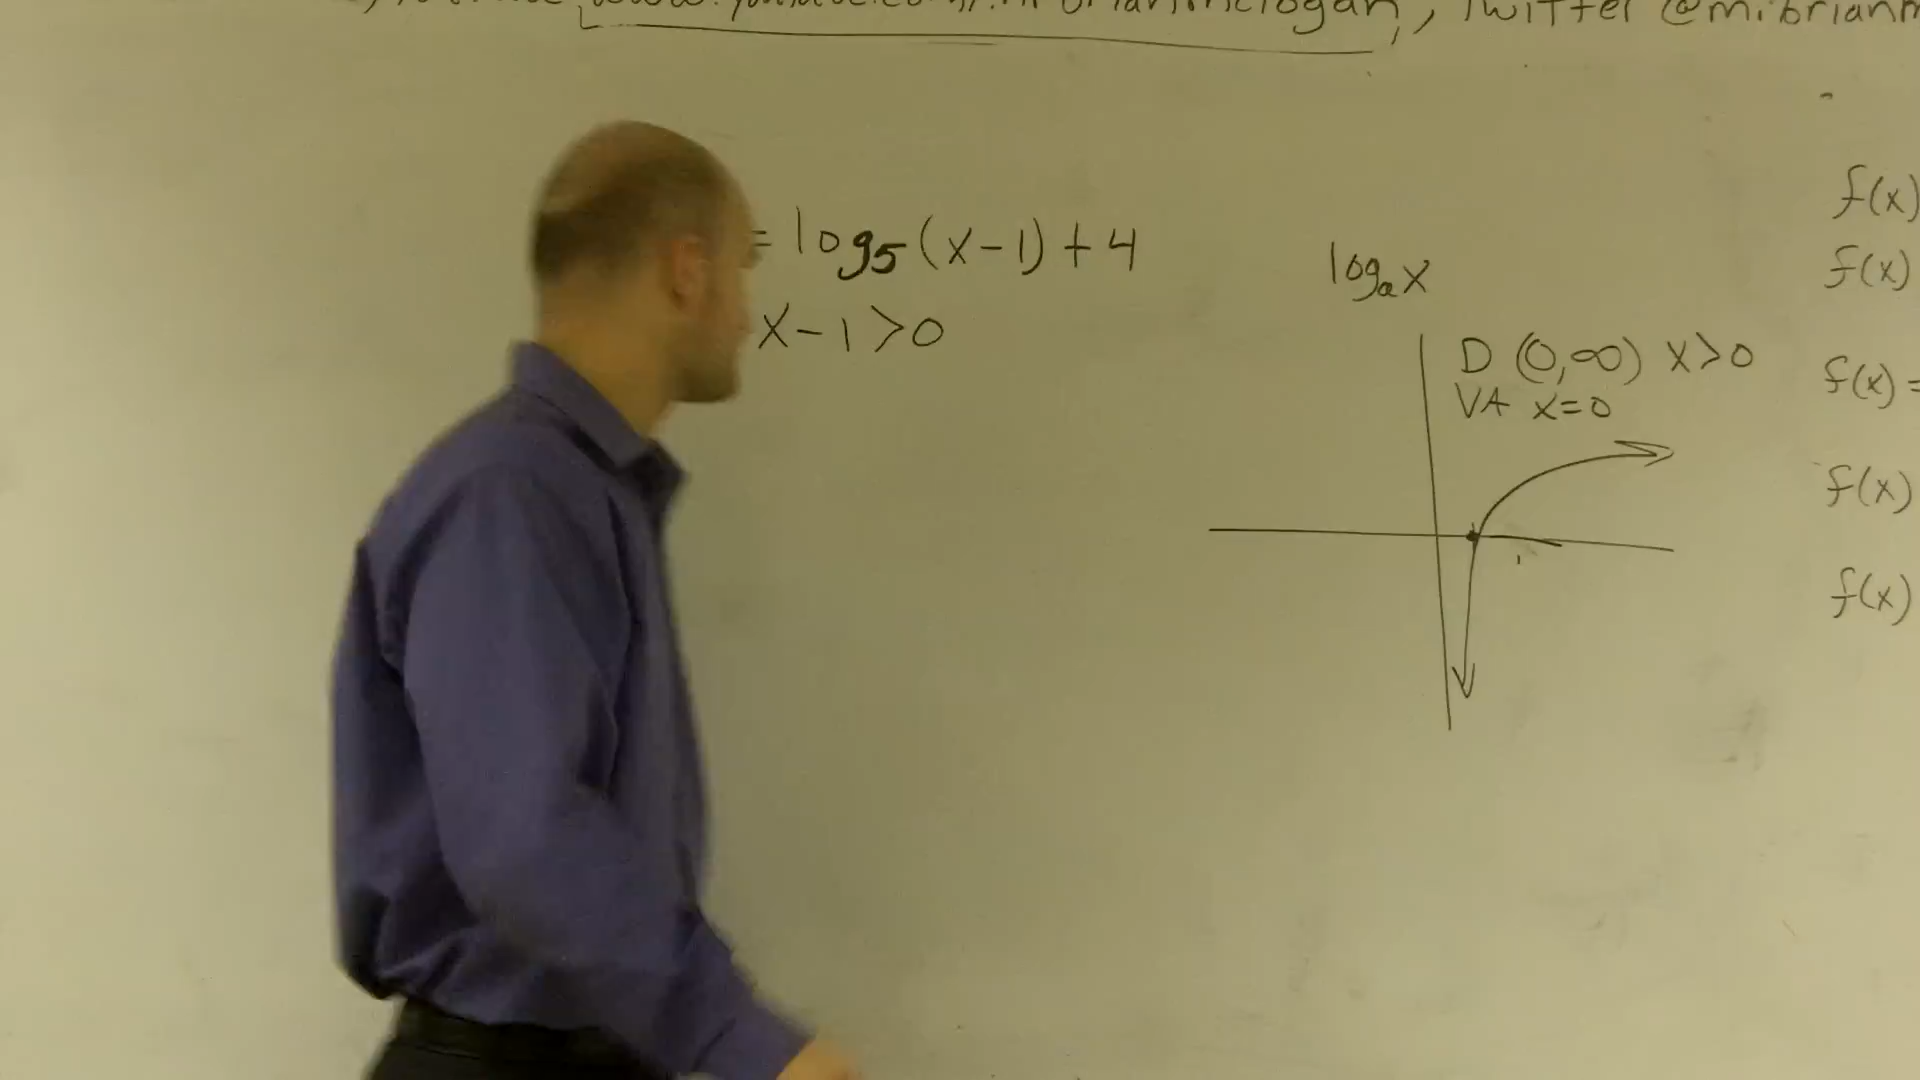 Twitter @mrbrianm
= log5(x-1)+4
x-1>0
logax
D (0,∞) x>0
VA x=0
f(x)
f(x)
f(x)=
f(x)
f(x)